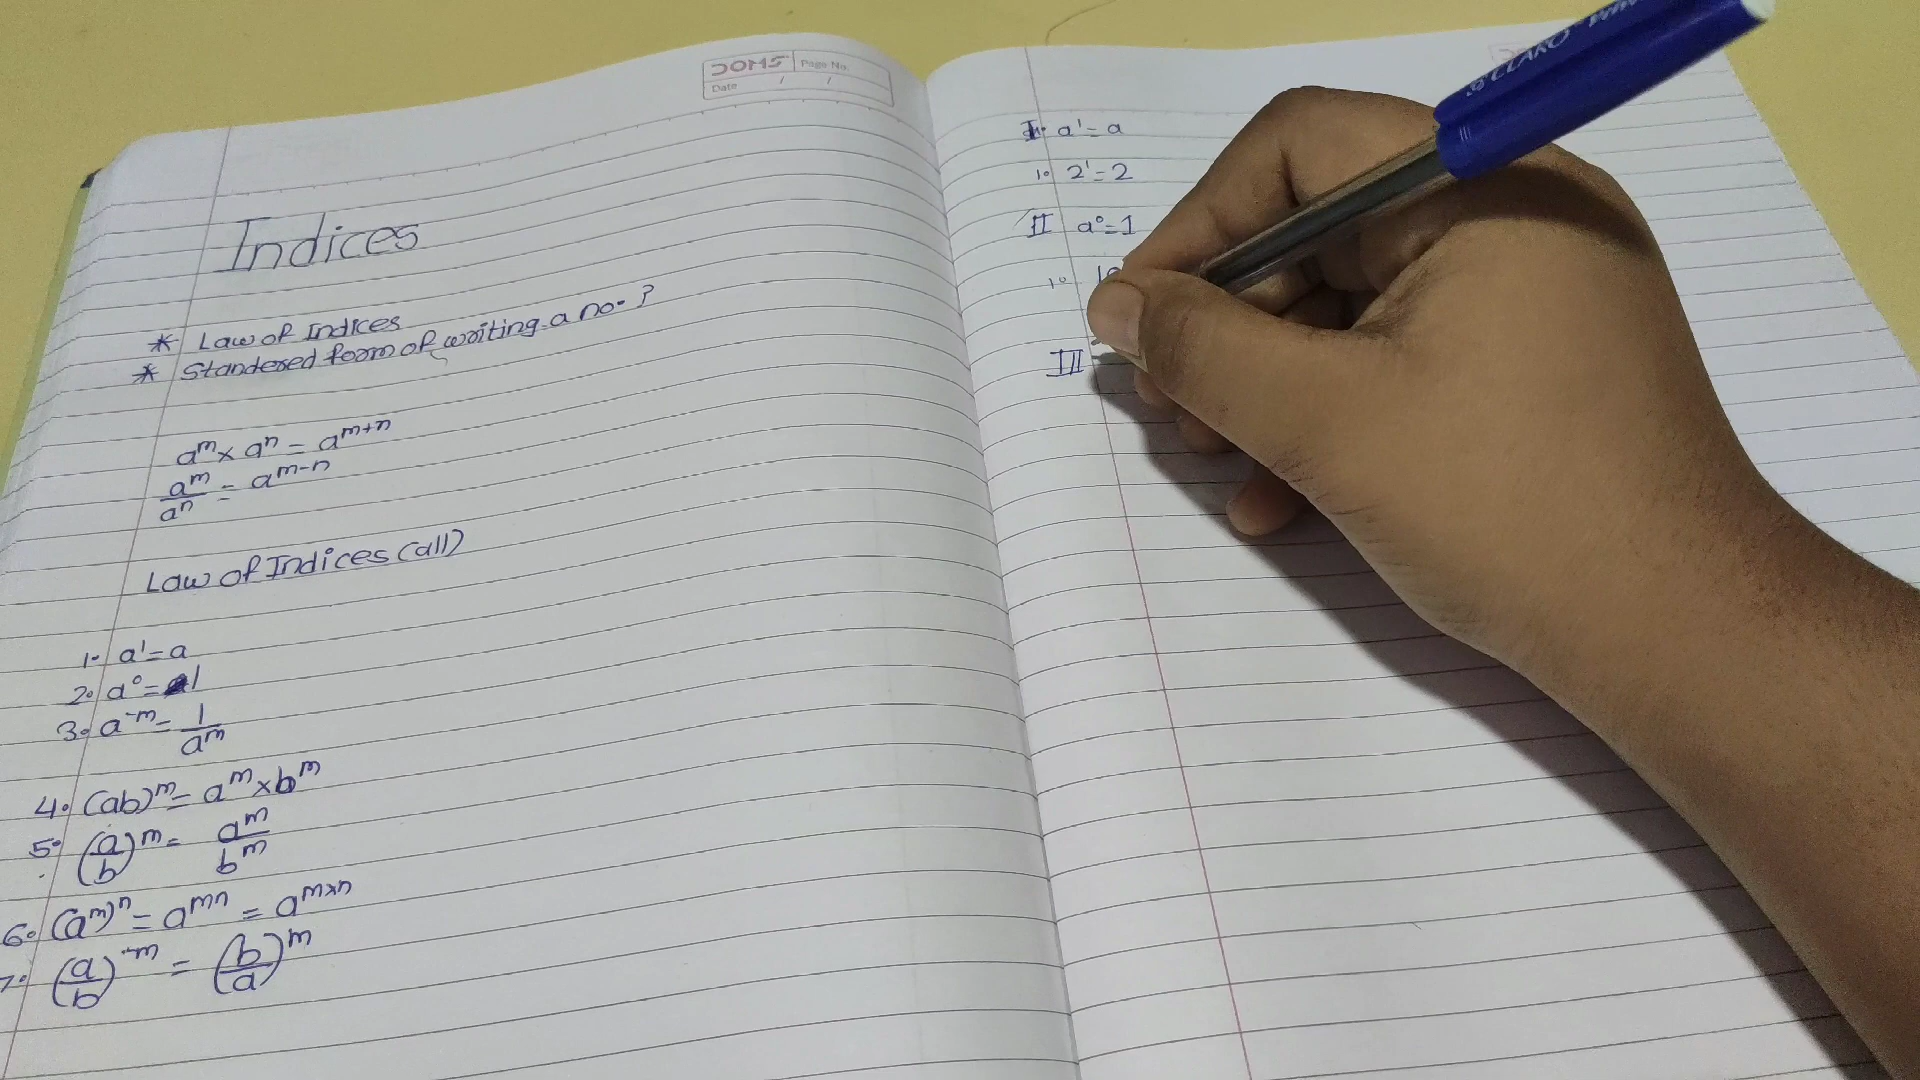 DOMS Page No.
Date / /
Indices
* Law of Indices
* Standered form of writing a no. ?
a^m × a^n = a^(m+n)
a^m/a^n = a^(m-n)
Law of Indices (all)
1. a^1 = a
2. a^0 = 1
3. a^-m = 1/a^m
4. (ab)^m = a^m × b^m
5. (a/b)^m = a^m/b^m
6. (a^m)^n = a^mn = a^(m×n)
7. (a/b)^-m = (b/a)^m
I. a^1 = a
1. 2^1 = 2
II a^0 = 1
1.
III
CLARO